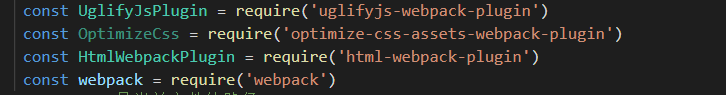 const UglifyJsPlugin = require('uglifyjs-webpack-plugin')
const OptimizeCss = require('optimize-css-assets-webpack-plugin')
const HtmlWebpackPlugin = require('html-webpack-plugin')
const webpack = require('webpack')